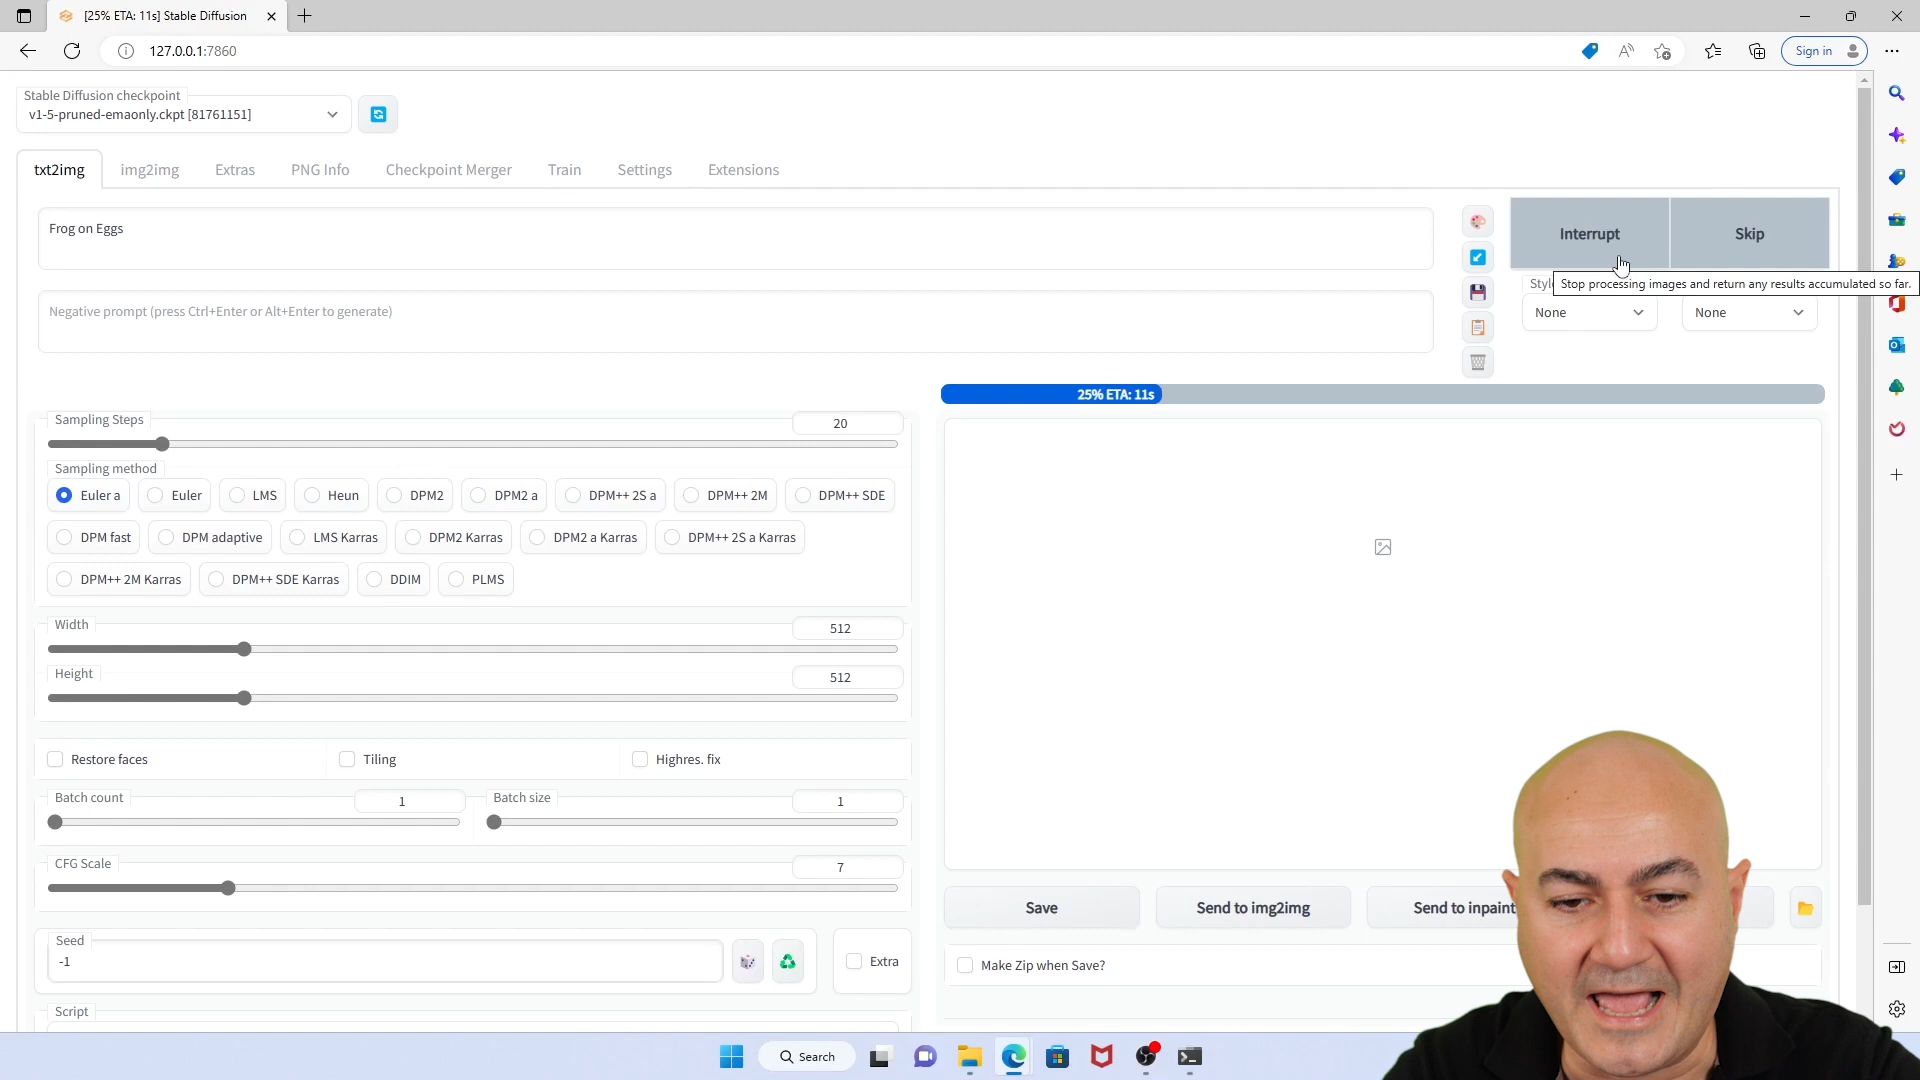 [25% ETA: 11s] Stable Diffusion
127.0.0.1:7860
Sign in
Stable Diffusion checkpoint
v1-5-pruned-emaonly.ckpt [81761151]
txt2img img2img Extras PNG Info Checkpoint Merger Train Settings Extensions
Frog on Eggs
Interrupt Skip
Stop processing images and return any results accumulated so far.
Negative prompt (press Ctrl+Enter or Alt+Enter to generate)
None None
25% ETA: 11s
Sampling Steps 20
Sampling method
Euler a Euler LMS Heun DPM2 DPM2 a DPM++ 2S a DPM++ 2M DPM++ SDE
DPM fast DPM adaptive LMS Karras DPM2 Karras DPM2 a Karras DPM++ 2S a Karras
DPM++ 2M Karras DPM++ SDE Karras DDIM PLMS
Width 512
Height 512
Restore faces Tiling Highres. fix
Batch count 1 Batch size 1
CFG Scale 7
Save Send to img2img Send to inpaint
Seed
-1
Extra
Make Zip when Save?
Script
Search